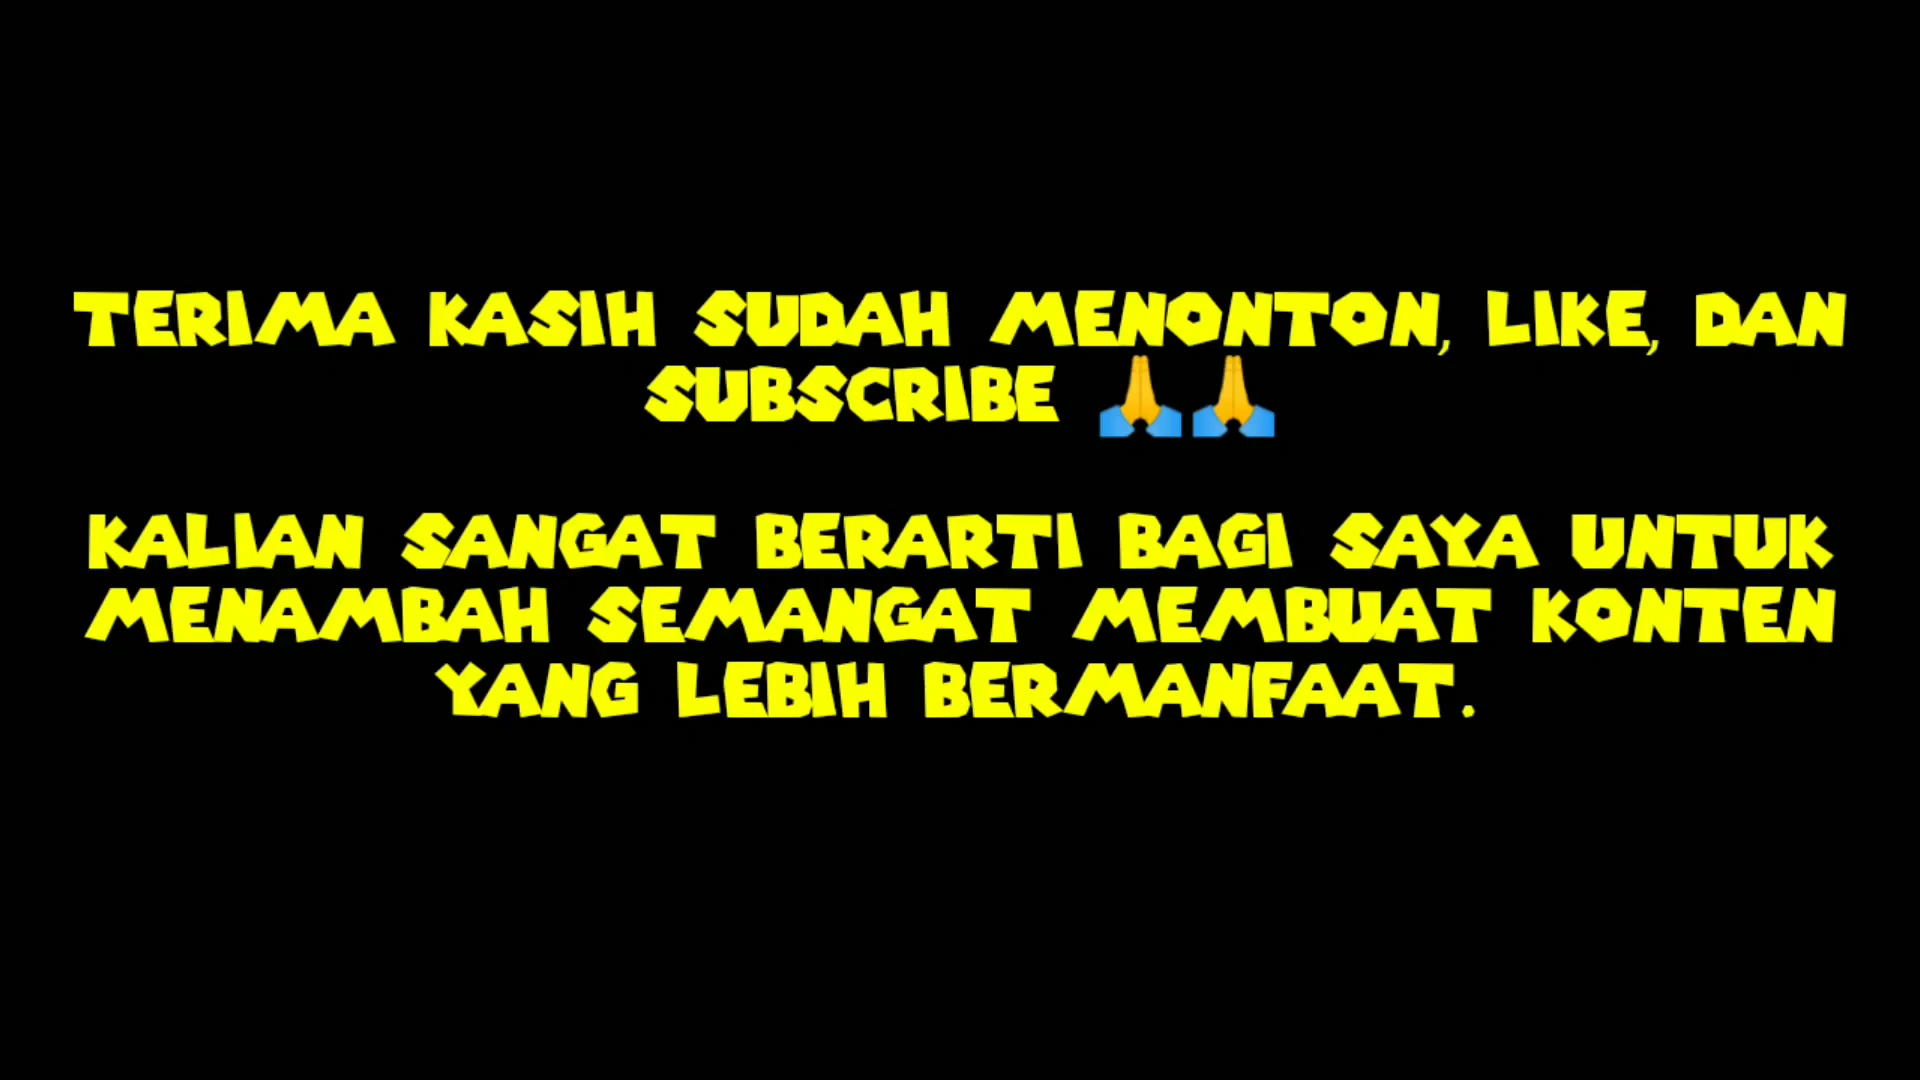 TERIMA KASIH SUDAH MENONTON, LIKE, DAN
SUBSCRIBE 🙏🙏
KALIAN SANGAT BERARTI BAGI SAYA UNTUK
MENAMBAH SEMANGAT MEMBUAT KONTEN
YANG LEBIH BERMANFAAT.